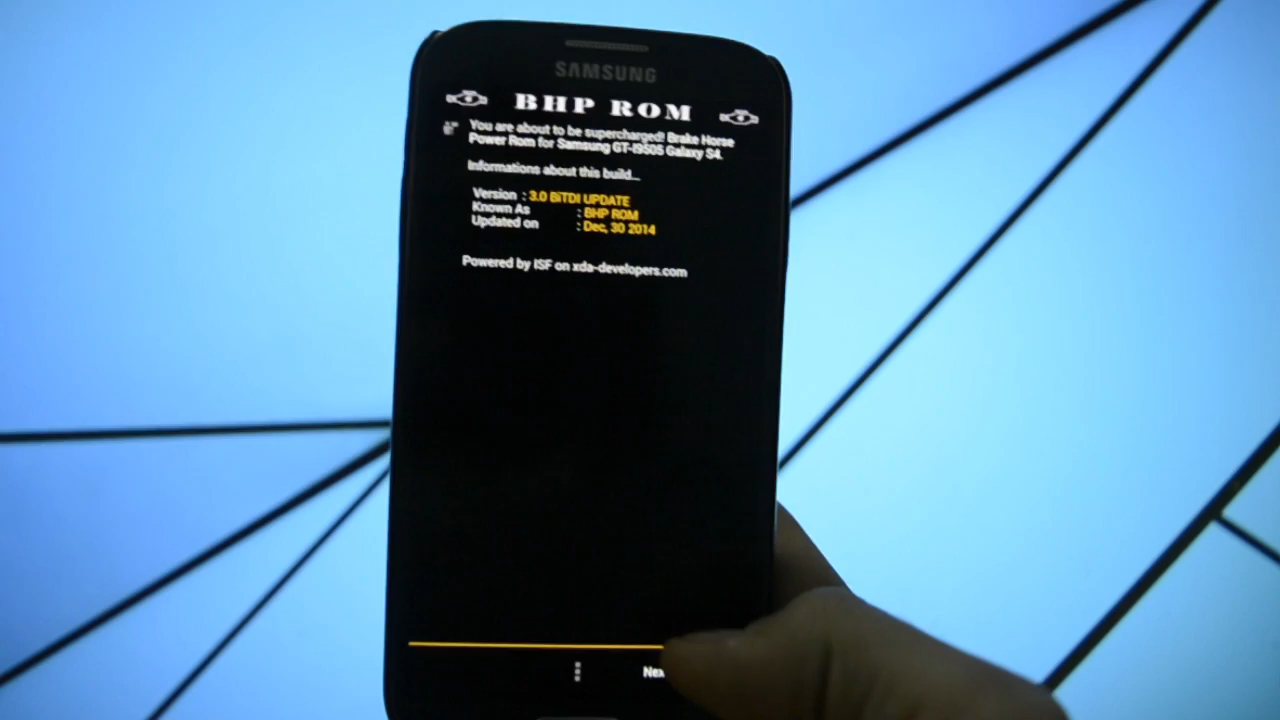 SAMSUNG
BHP ROM
You are about to be supercharged! Brake Horse
Power Rom for Samsung GT-I9505 Galaxy S4.
Informations about this build...
Version : 3.0 BiTDI UPDATE
Known As : BHP ROM
Updated on : Dec, 30 2014
Powered by ISF on xda-developers.com